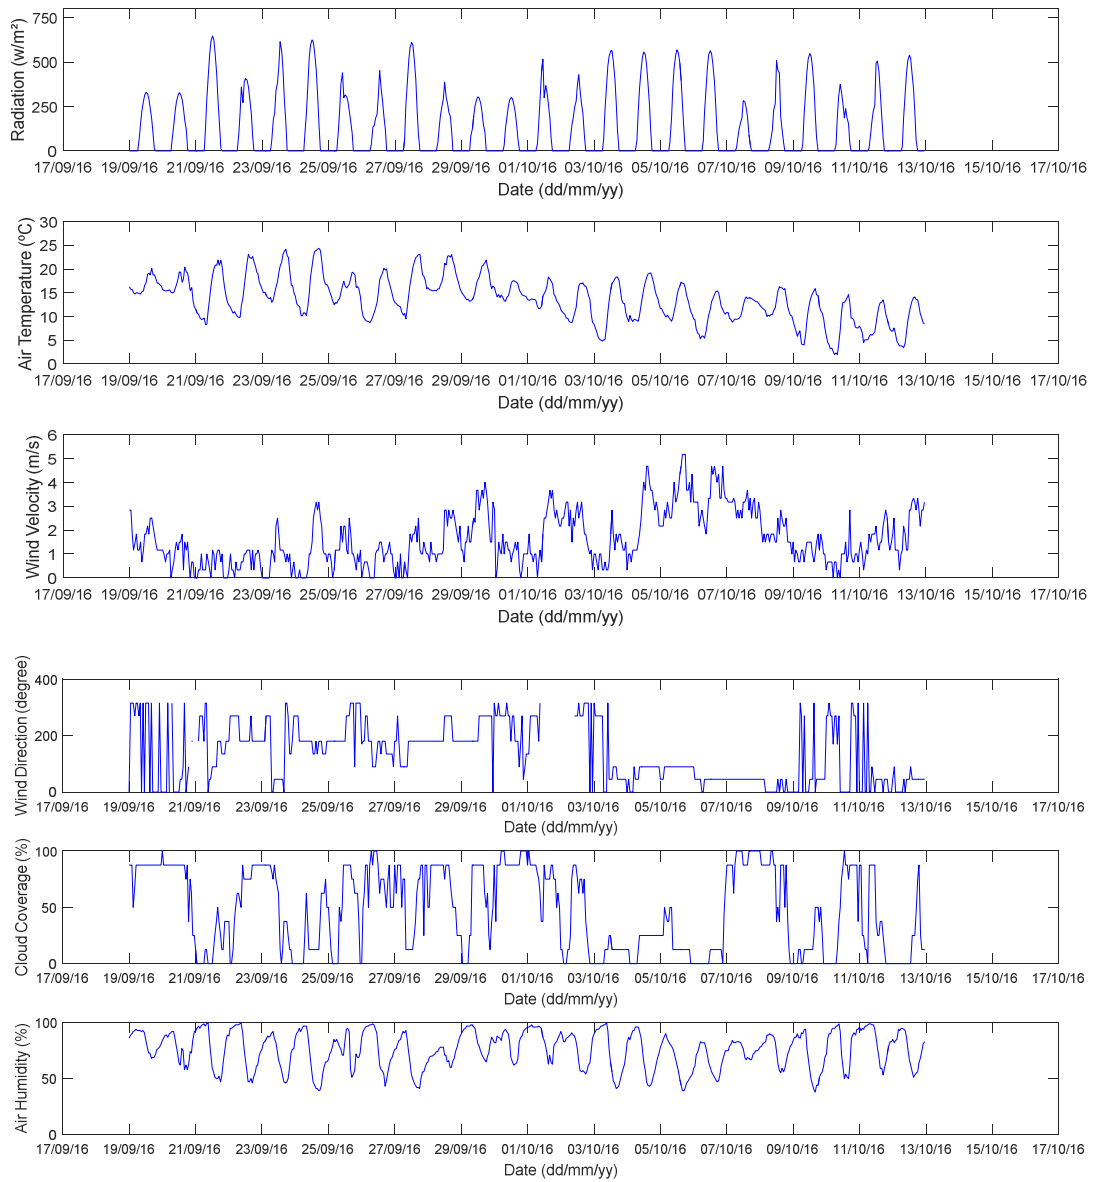 Radiation (w/m²)
750
500
250
0
17/09/16 19/09/16 21/09/16 23/09/16 25/09/16 27/09/16 29/09/16 01/10/16 03/10/16 05/10/16 07/10/16 09/10/16 11/10/16 13/10/16 15/10/16 17/10/16
Date (dd/mm/yy)
Air Temperature (ºC)
30
25
20
15
10
5
0
17/09/16 19/09/16 21/09/16 23/09/16 25/09/16 27/09/16 29/09/16 01/10/16 03/10/16 05/10/16 07/10/16 09/10/16 11/10/16 13/10/16 15/10/16 17/10/16
Date (dd/mm/yy)
Wind Velocity (m/s)
6
5
4
3
2
1
0
17/09/16 19/09/16 21/09/16 23/09/16 25/09/16 27/09/16 29/09/16 01/10/16 03/10/16 05/10/16 07/10/16 09/10/16 11/10/16 13/10/16 15/10/16 17/10/16
Date (dd/mm/yy)
Wind Direction (degree)
400
200
0
17/09/16 19/09/16 21/09/16 23/09/16 25/09/16 27/09/16 29/09/16 01/10/16 03/10/16 05/10/16 07/10/16 09/10/16 11/10/16 13/10/16 15/10/16 17/10/16
Date (dd/mm/yy)
Cloud Coverage (%)
100
50
0
17/09/16 19/09/16 21/09/16 23/09/16 25/09/16 27/09/16 29/09/16 01/10/16 03/10/16 05/10/16 07/10/16 09/10/16 11/10/16 13/10/16 15/10/16 17/10/16
Date (dd/mm/yy)
Air Humidity (%)
100
50
0
17/09/16 19/09/16 21/09/16 23/09/16 25/09/16 27/09/16 29/09/16 01/10/16 03/10/16 05/10/16 07/10/16 09/10/16 11/10/16 13/10/16 15/10/16 17/10/16
Date (dd/mm/yy)